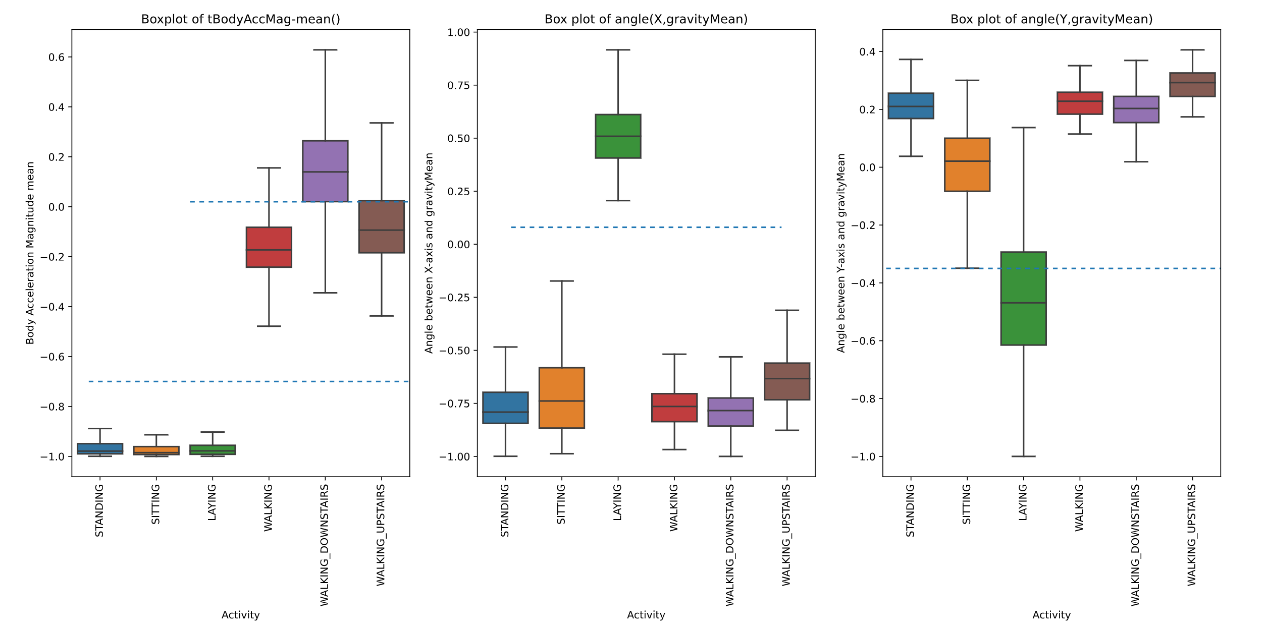 Boxplot of tBodyAccMag-mean()
Body Acceleration Magnitude mean
0.6
0.4
0.2
0.0
−0.2
−0.4
−0.6
−0.8
−1.0
STANDING
SITTING
LAYING
WALKING
WALKING_DOWNSTAIRS
WALKING_UPSTAIRS
Activity
Box plot of angle(X,gravityMean)
Angle between X-axis and gravityMean
1.00
0.75
0.50
0.25
0.00
−0.25
−0.50
−0.75
−1.00
STANDING
SITTING
LAYING
WALKING
WALKING_DOWNSTAIRS
WALKING_UPSTAIRS
Activity
Box plot of angle(Y,gravityMean)
Angle between Y-axis and gravityMean
0.4
0.2
0.0
−0.2
−0.4
−0.6
−0.8
−1.0
STANDING
SITTING
LAYING
WALKING
WALKING_DOWNSTAIRS
WALKING_UPSTAIRS
Activity